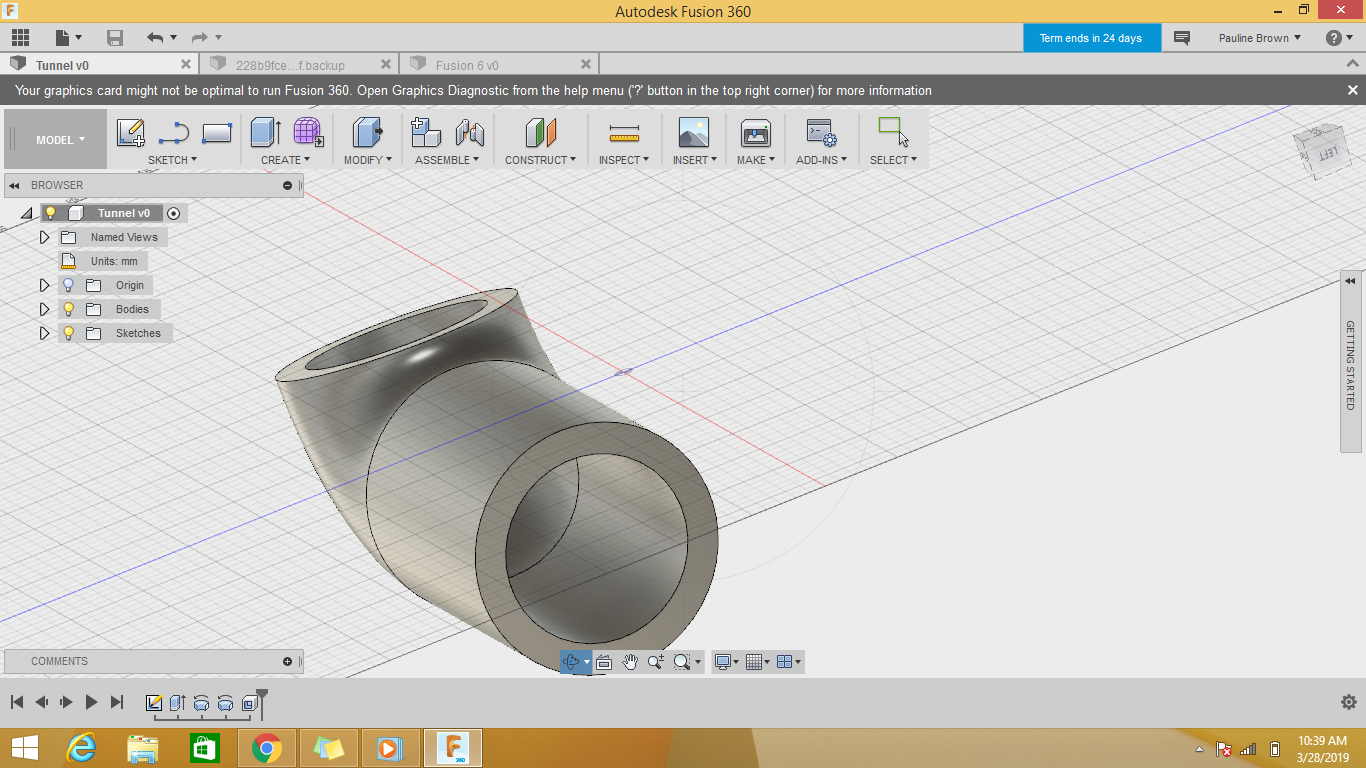 Autodesk Fusion 360
Term ends in 24 days
Pauline Brown
Tunnel v0
228b9fce...f.backup
Fusion 6 v0
Your graphics card might not be optimal to run Fusion 360. Open Graphics Diagnostic from the help menu ('?' button in the top right corner) for more information
MODEL
SKETCH
CREATE
MODIFY
ASSEMBLE
CONSTRUCT
INSPECT
INSERT
MAKE
ADD-INS
SELECT
LEFT
BROWSER
Tunnel v0
Named Views
Units: mm
Origin
Bodies
Sketches
GETTING STARTED
COMMENTS
360
10:39 AM
3/28/2019